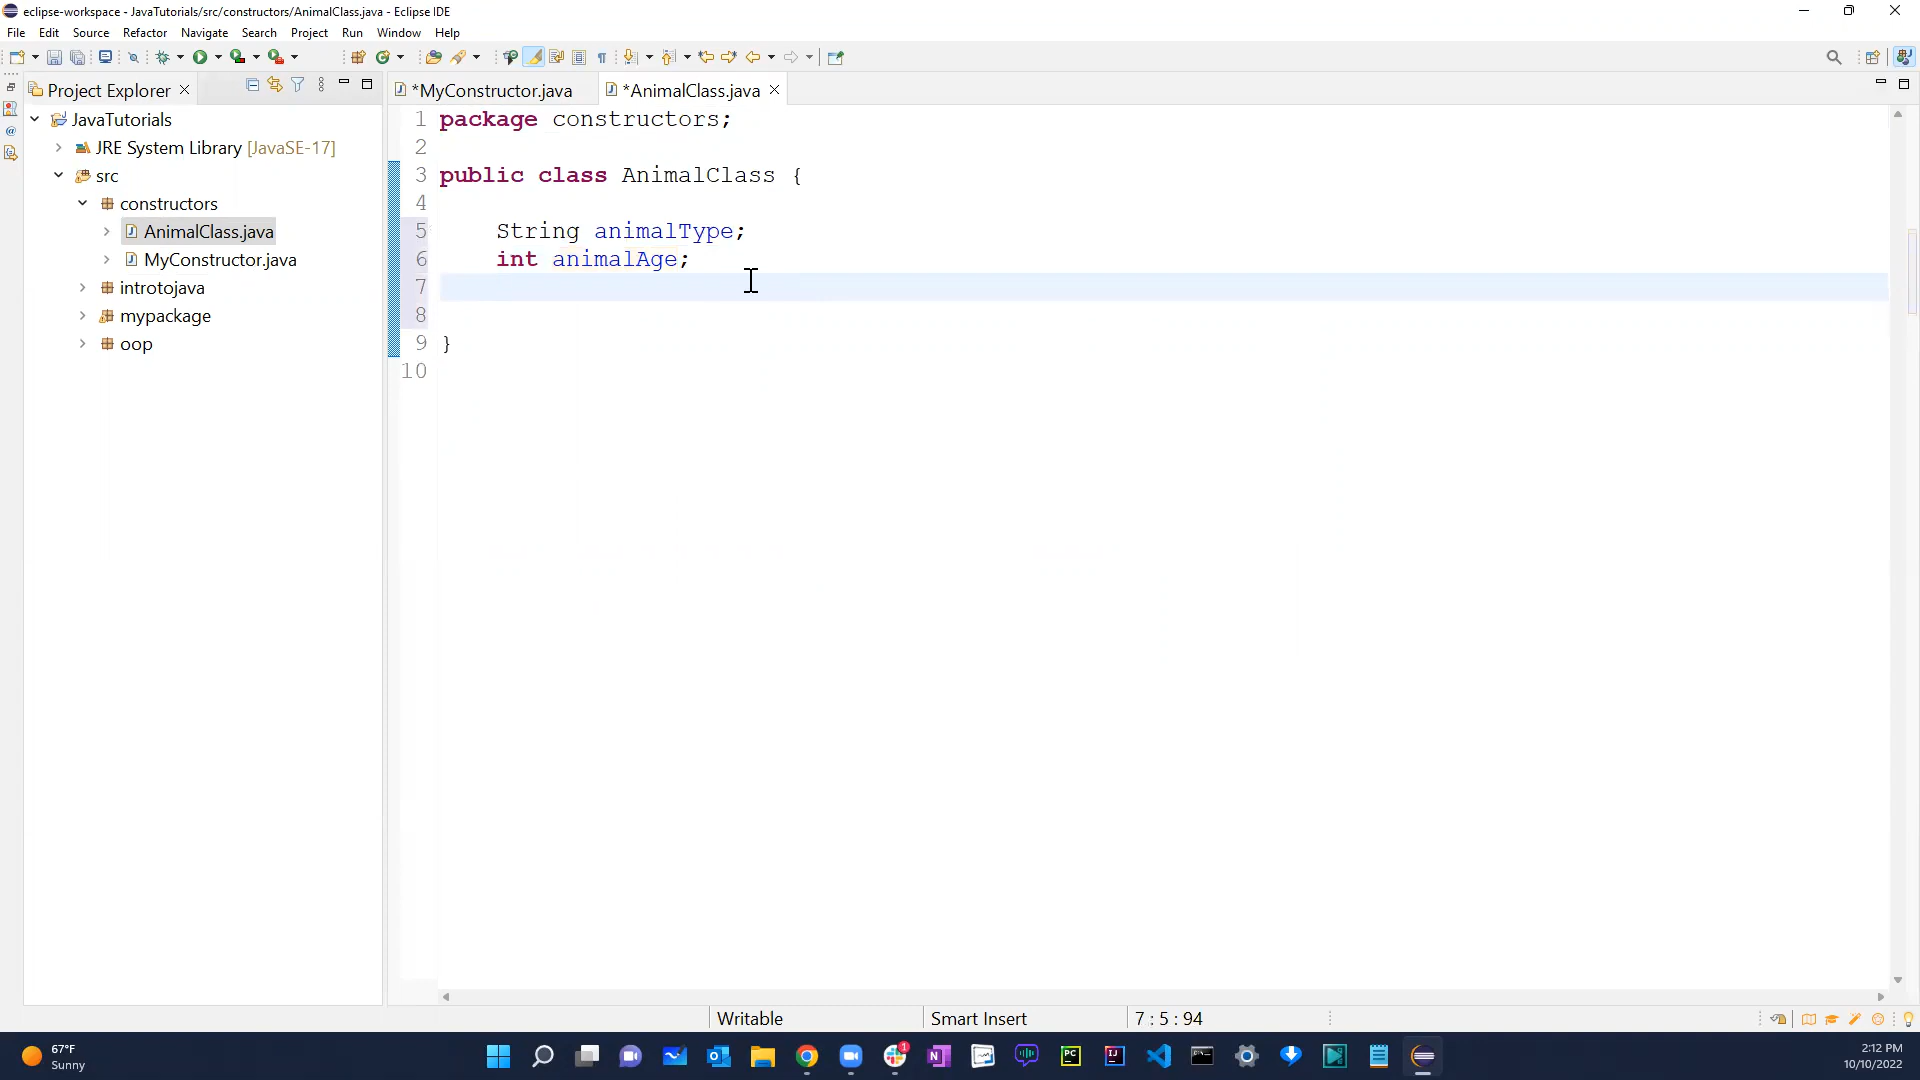 eclipse-workspace - JavaTutorials/src/constructors/AnimalClass.java - Eclipse IDE
File Edit Source Refactor Navigate Search Project Run Window Help
Project Explorer
*MyConstructor.java *AnimalClass.java
JavaTutorials
JRE System Library [JavaSE-17]
src
constructors
AnimalClass.java
MyConstructor.java
introtojava
mypackage
oop
1 package constructors;
2
3 public class AnimalClass {
4
5 String animalType;
6 int animalAge;
7
8
9 }
10
Writable Smart Insert 7 : 5 : 94
67°F
Sunny
2:12 PM
10/10/2022